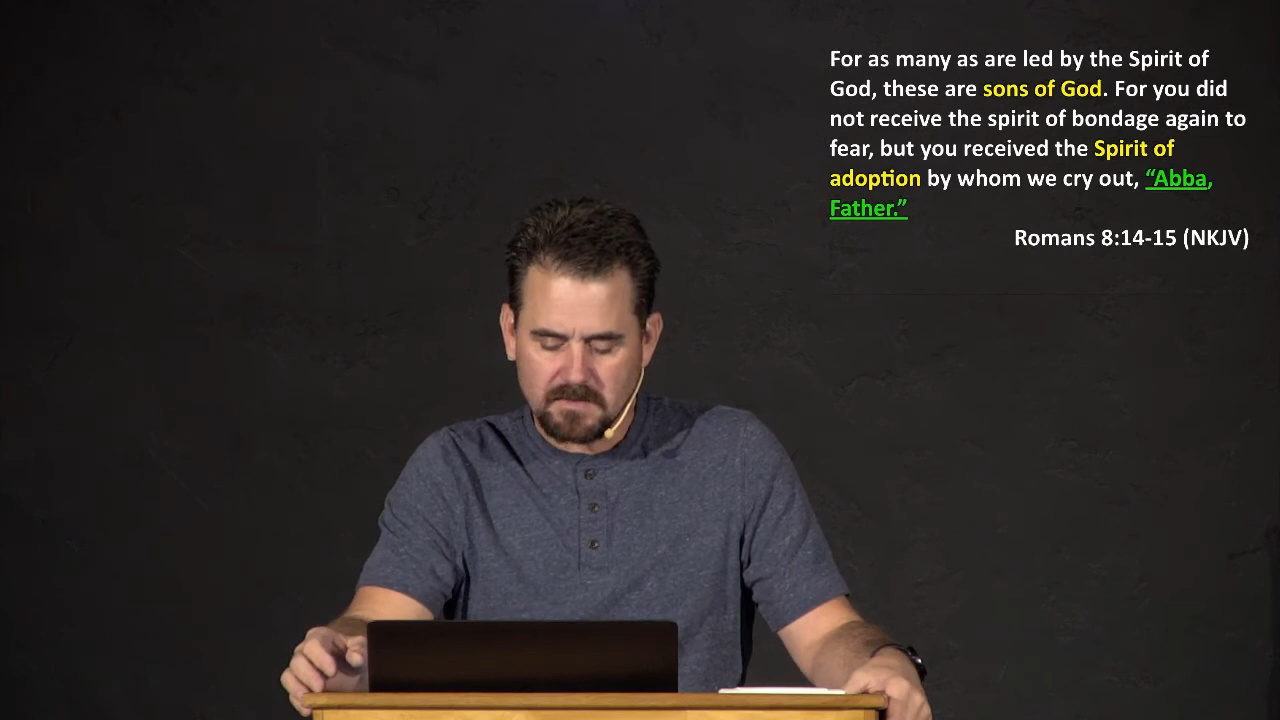 For as many as are led by the Spirit of
God, these are sons of God. For you did
not receive the spirit of bondage again to
fear, but you received the Spirit of
adoption by whom we cry out, “Abba,
Father.”
Romans 8:14-15 (NKJV)